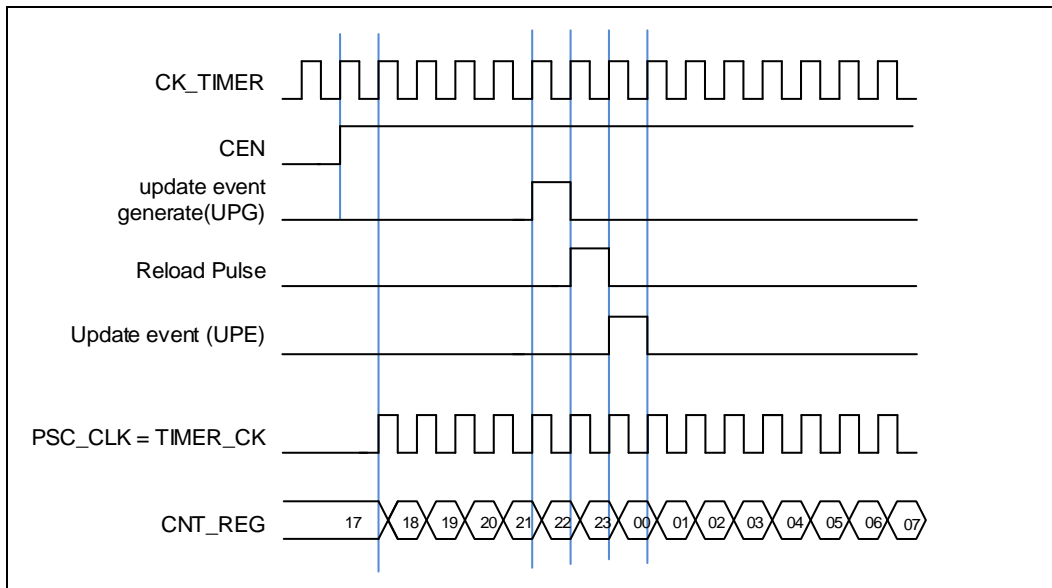 CK_TIMER
CEN
update event
generate(UPG)
Reload Pulse
Update event (UPE)
PSC_CLK = TIMER_CK
CNT_REG 17 18 19 20 21 22 23 00 01 02 03 04 05 06 07